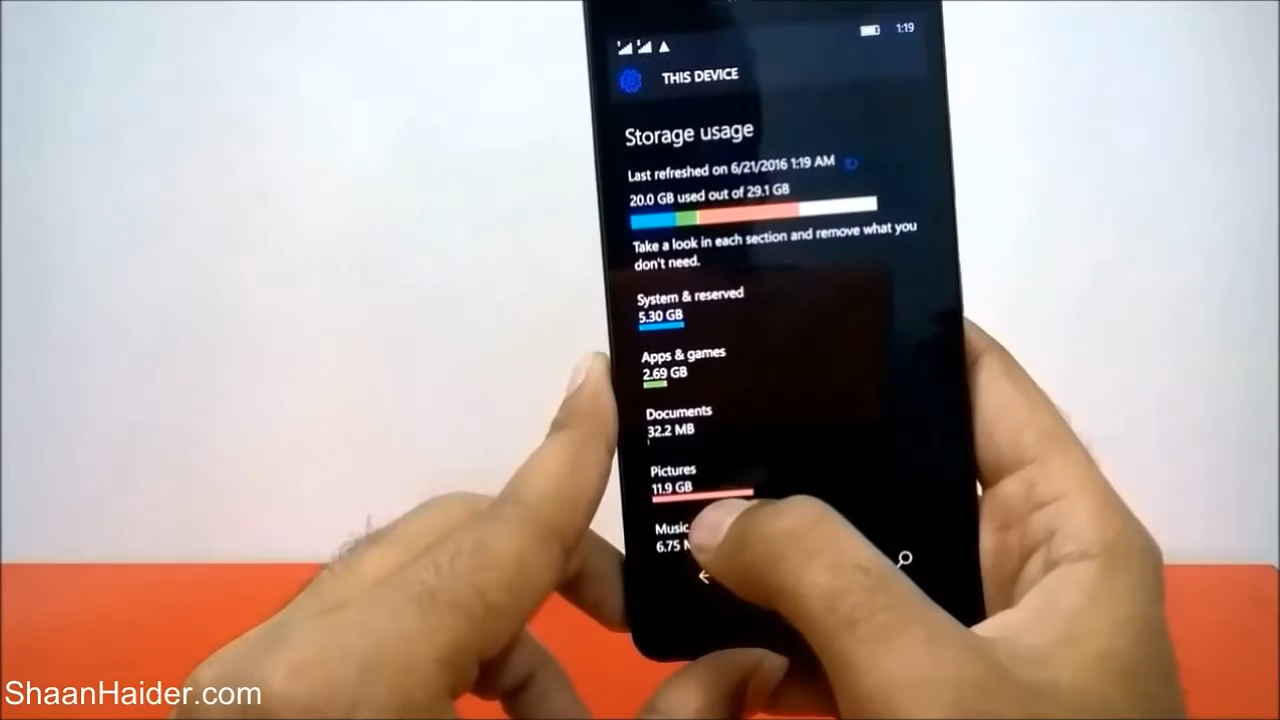 1:19
THIS DEVICE
Storage usage
Last refreshed on 6/21/2016 1:19 AM
20.0 GB used out of 29.1 GB
Take a look in each section and remove what you
don't need.
System & reserved
5.30 GB
Apps & games
2.69 GB
Documents
32.2 MB
Pictures
11.9 GB
Music
6.75
ShaanHaider.com